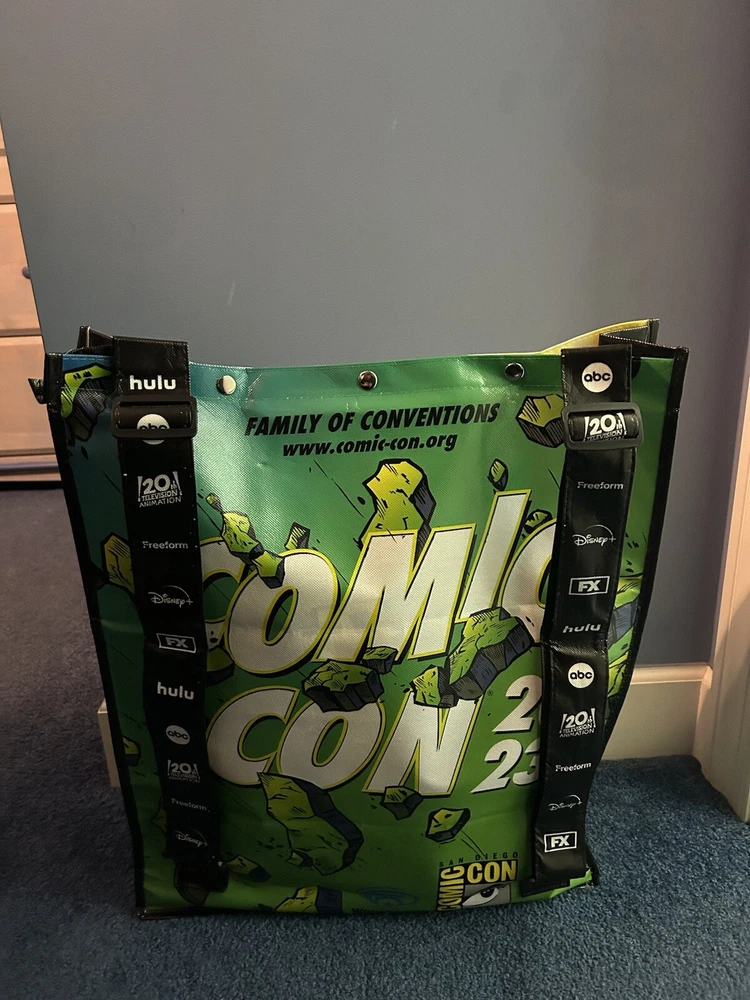 hulu
abc
20th
TELEVISION
ANIMATION
Freeform
Disney+
FX
hulu
abc
20th
TELEVISION
ANIMATION
Freeform
Disney+
FAMILY OF CONVENTIONS
www.comic-con.org
COMIC
CON
20
23
SAN DIEGO
COMIC CON
abc
20th
TELEVISION
ANIMATION
Freeform
Disney+
FX
hulu
abc
20th
TELEVISION
ANIMATION
Freeform
Disney+
FX